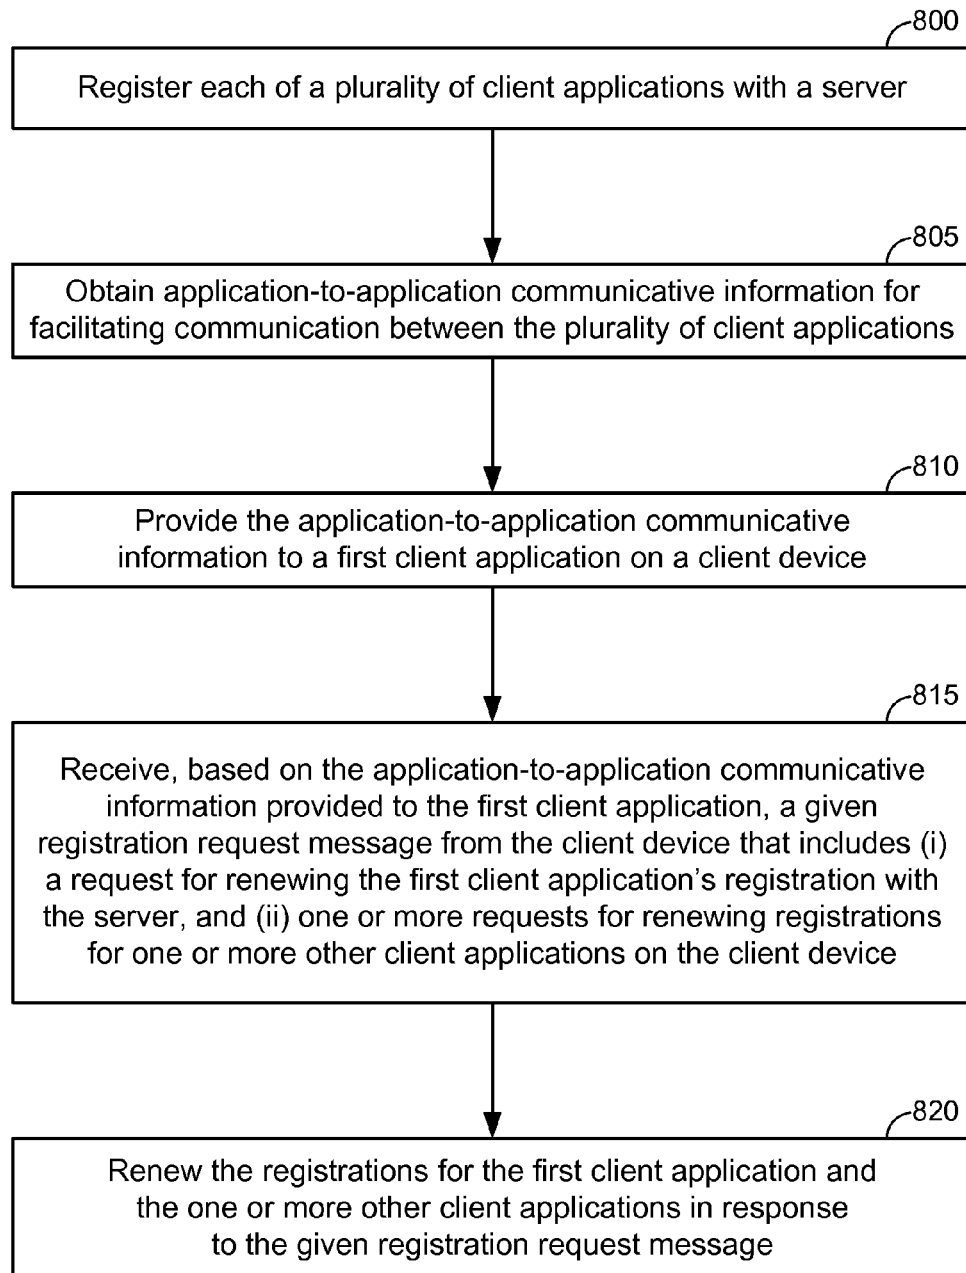 800
Register each of a plurality of client applications with a server
805
Obtain application-to-application communicative information for
facilitating communication between the plurality of client applications
810
Provide the application-to-application communicative
information to a first client application on a client device
815
Receive, based on the application-to-application communicative
information provided to the first client application, a given
registration request message from the client device that includes (i)
a request for renewing the first client application's registration with
the server, and (ii) one or more requests for renewing registrations
for one or more other client applications on the client device
820
Renew the registrations for the first client application and
the one or more other client applications in response
to the given registration request message